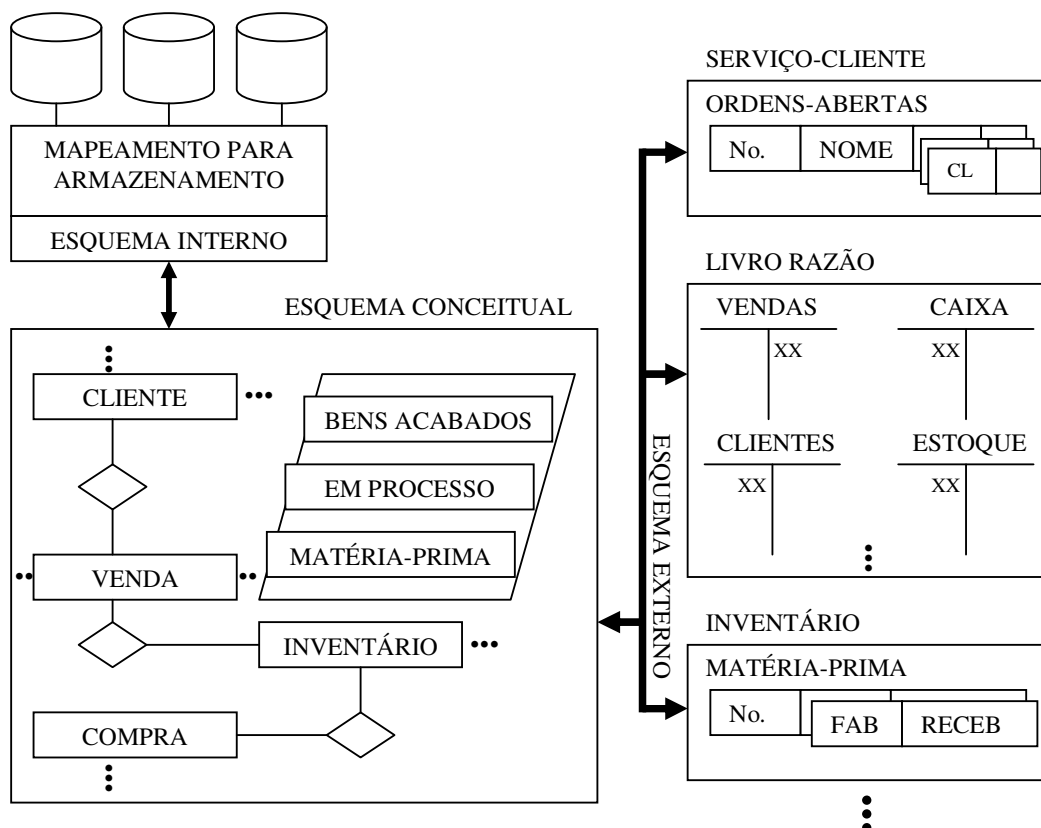 MAPEAMENTO PARA
ARMAZENAMENTO
ESQUEMA INTERNO
ESQUEMA CONCEITUAL
CLIENTE
BENS ACABADOS
EM PROCESSO
MATÉRIA-PRIMA
VENDA
INVENTÁRIO
COMPRA
ESQUEMA EXTERNO
SERVIÇO-CLIENTE
ORDENS-ABERTAS
No. NOME
CL
LIVRO RAZÃO
VENDAS CAIXA
XX XX
CLIENTES ESTOQUE
XX XX
INVENTÁRIO
MATÉRIA-PRIMA
No. FAB RECEB